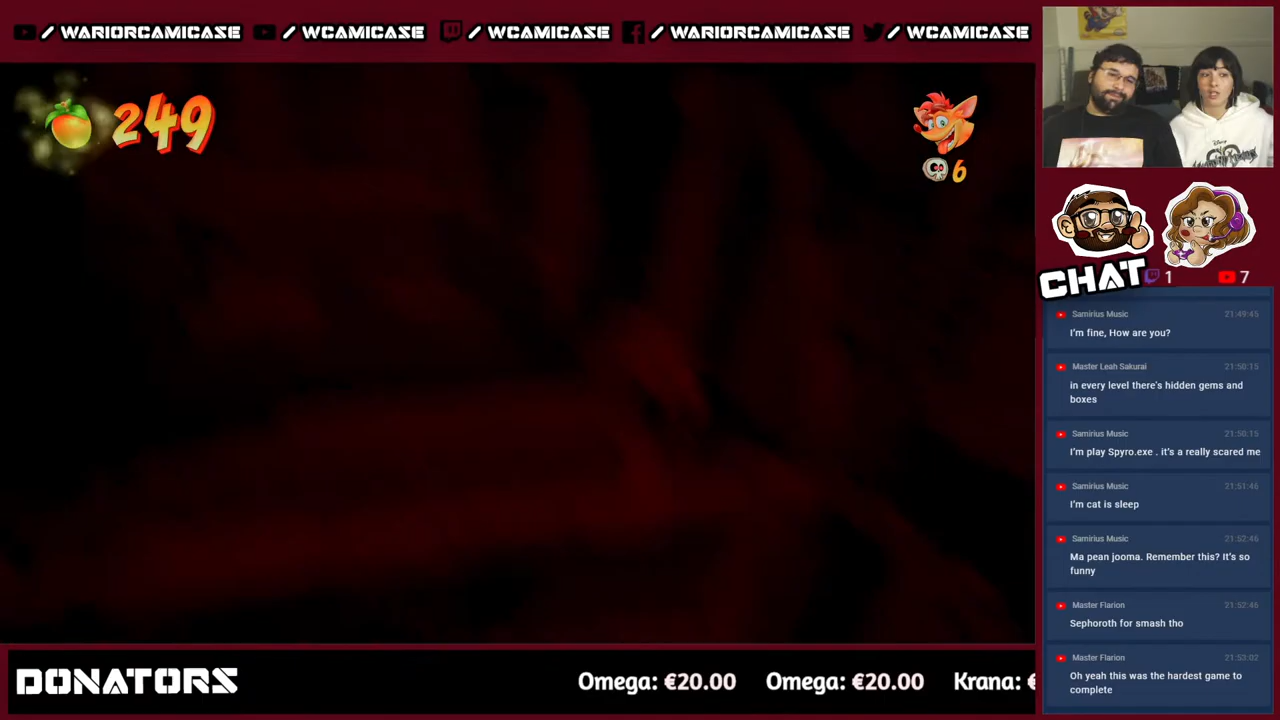 / WARIORCAMICASE / WCAMICASE / WCAMICASE / WARIORCAMICASE / WCAMICASE
249
6
CHAT
1
7
Samirius Music 21:49:45
I'm fine, How are you?
Master Leah Sakurai 21:50:15
in every level there's hidden gems and
boxes
Samirius Music 21:50:15
I'm play Spyro.exe . it's a really scared me
Samirius Music 21:51:46
I'm cat is sleep
Samirius Music 21:52:46
Ma pean jooma. Remember this? It's so
funny
Master Flarion 21:52:46
Sephoroth for smash tho
Master Flarion 21:53:02
Oh yeah this was the hardest game to
complete
DONATORS
Omega: €20.00 Omega: €20.00 Krana: €